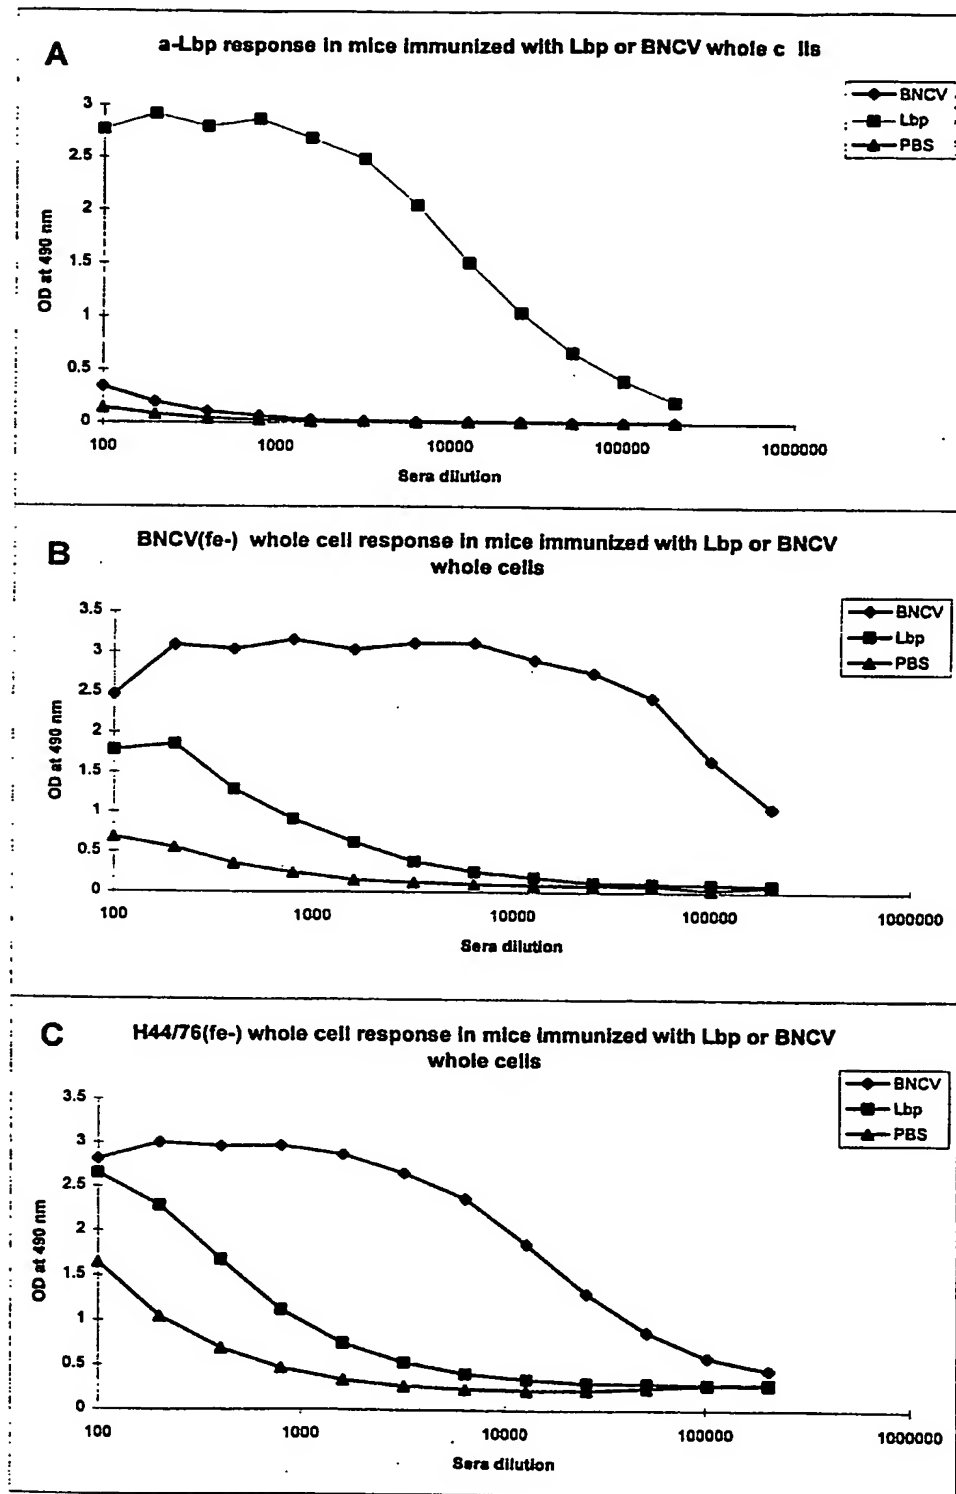 A
a-Lbp response in mice immunized with Lbp or BNCV whole c lls
BNCV
Lbp
PBS
3
2.5
2
1.5
1
0.5
0
OD at 490 nm
100 1000 10000 100000 1000000
Sera dilution
B
BNCV(fe-) whole cell response in mice immunized with Lbp or BNCV
whole cells
BNCV
Lbp
PBS
3.5
3
2.5
2
1.5
1
0.5
0
OD at 490 nm
100 1000 10000 100000 1000000
Sera dilution
C
H44/76(fe-) whole cell response in mice immunized with Lbp or BNCV
whole cells
BNCV
Lbp
PBS
3.5
3
2.5
2
1.5
1
0.5
0
OD at 490 nm
100 1000 10000 100000 1000000
Sera dilution